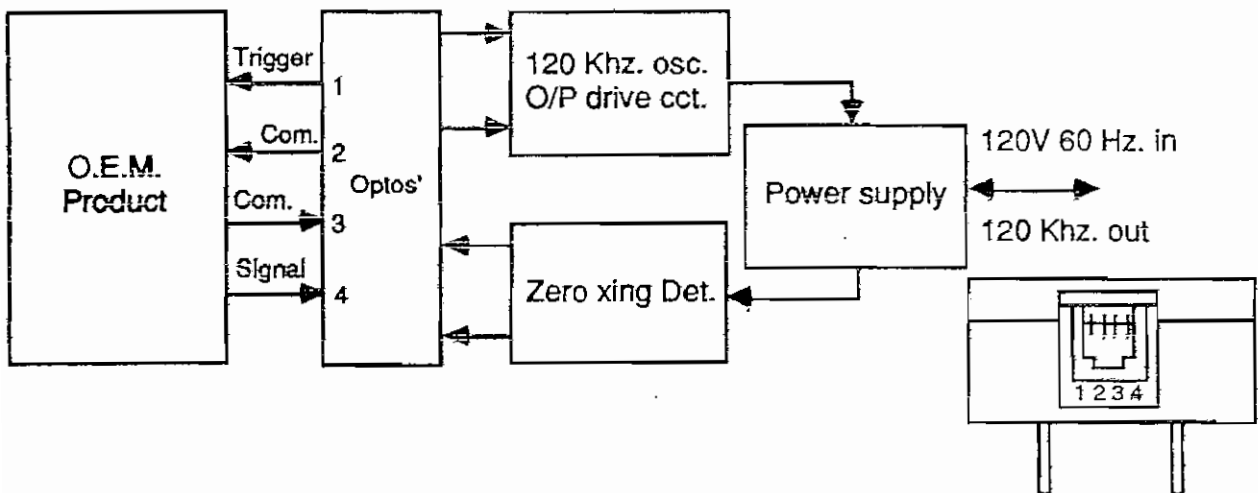 O.E.M.
Product
Trigger
1
Com.
2
Com.
3
Signal
4
Optos'
120 Khz. osc.
O/P drive cct.
Zero xing Det.
Power supply
120V 60 Hz. in
120 Khz. out
1 2 3 4